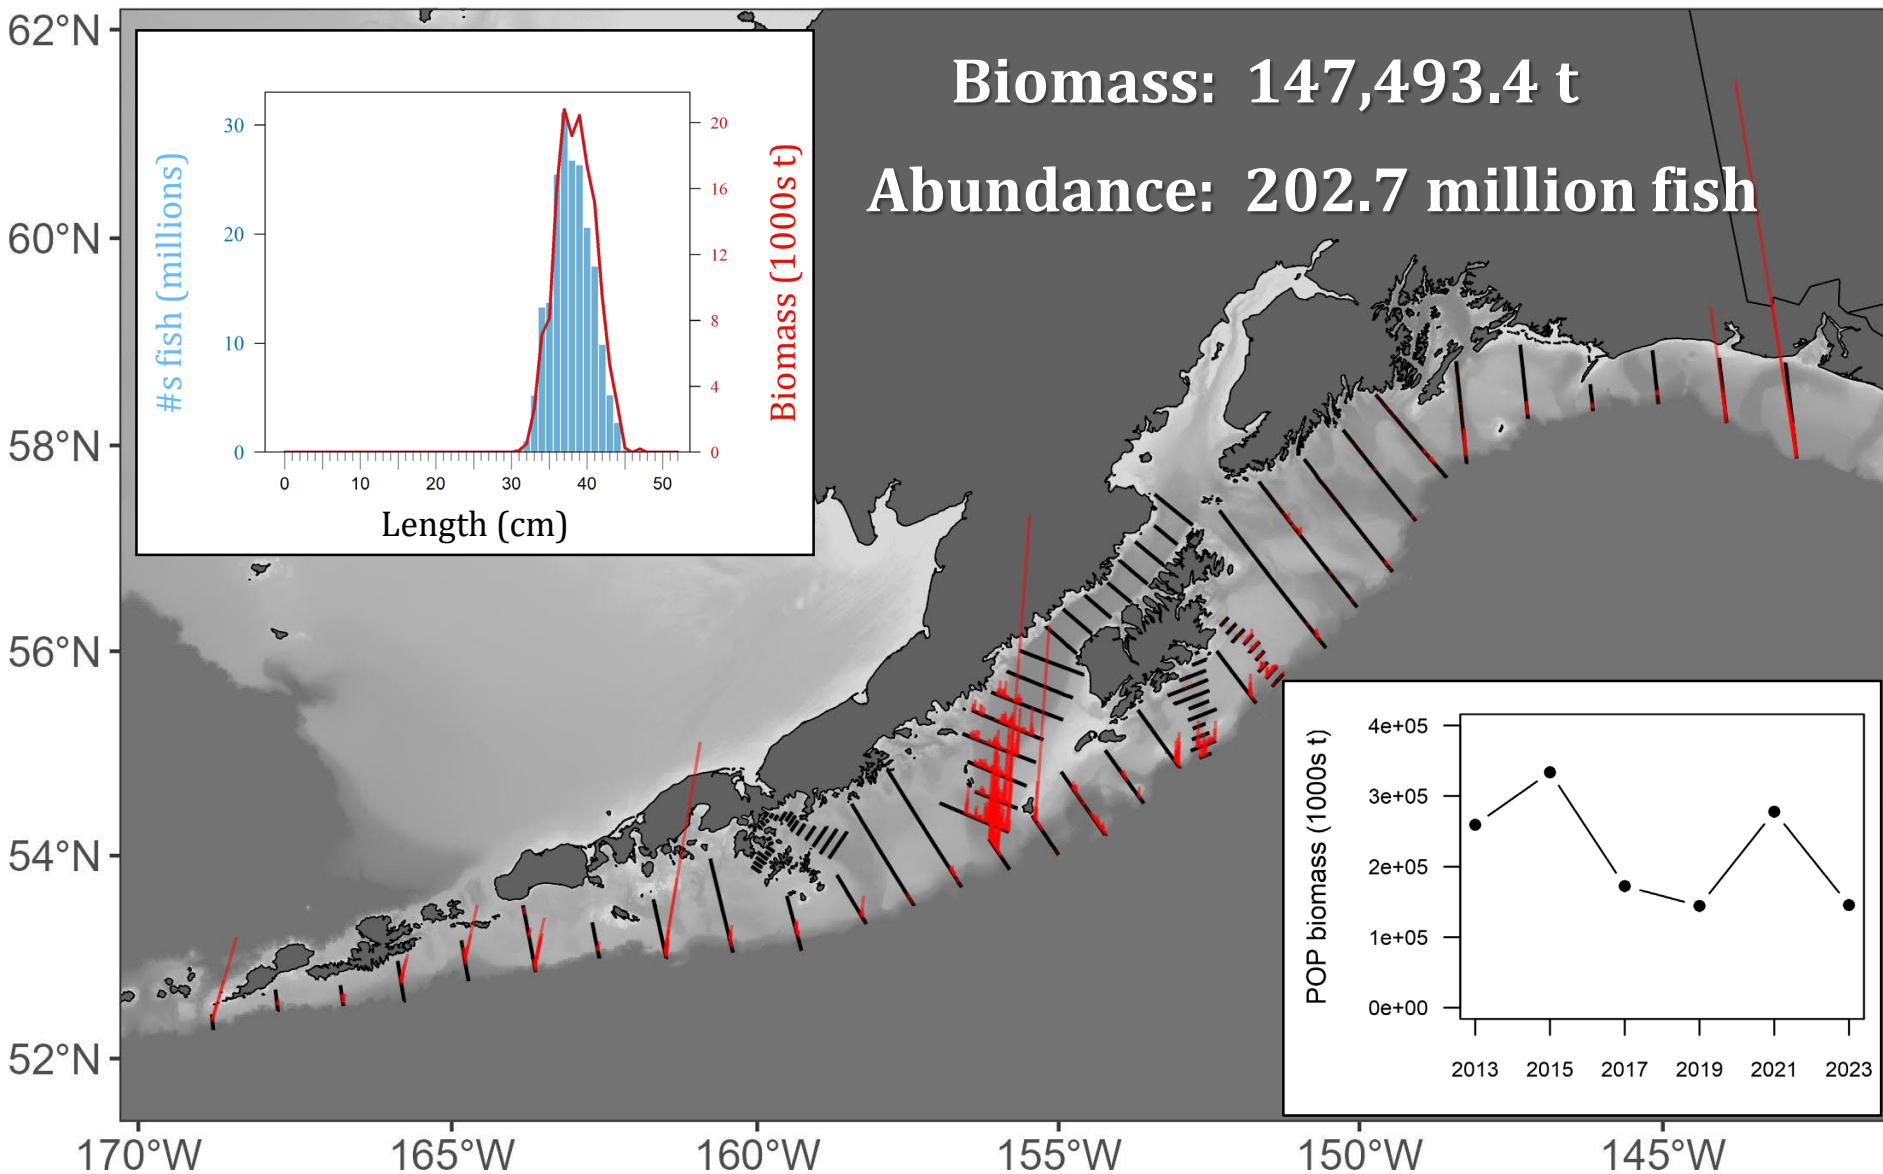 62°N
60°N
58°N
56°N
54°N
52°N
170°W
165°W
160°W
155°W
150°W
145°W
Biomass: 147,493.4 t
Abundance: 202.7 million fish
#s fish (millions)
30
20
10
0
Biomass (1000s t)
20
16
12
8
4
0
0 10 20 30 40 50
Length (cm)
POP biomass (1000s t)
4e+05
3e+05
2e+05
1e+05
0e+00
2013 2015 2017 2019 2021 2023